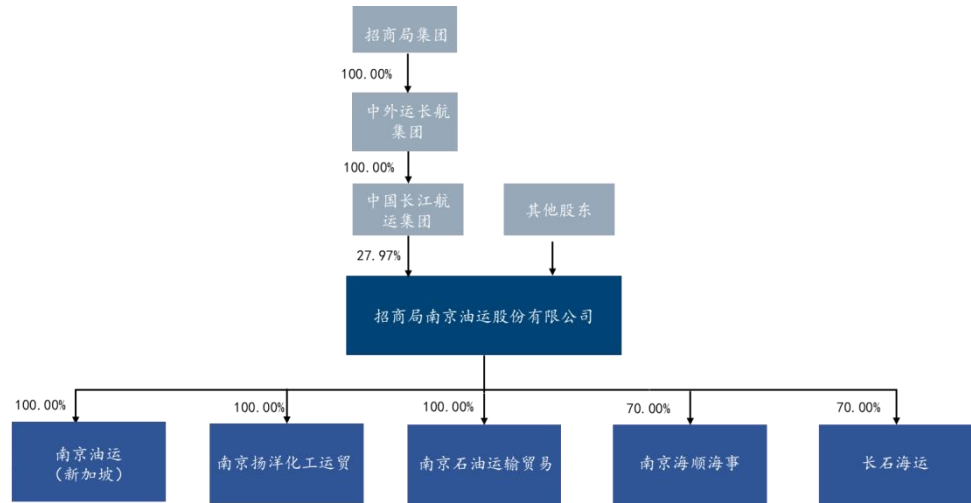 招商局集团
100.00%
中外运长航
集团
100.00%
中国长江航
运集团
其他股东
27.97%
招商局南京油运股份有限公司
100.00%
100.00%
100.00%
70.00%
70.00%
南京油运
(新加坡)
南京扬洋化工运贸
南京石油运输贸易
南京海顺海事
长石海运